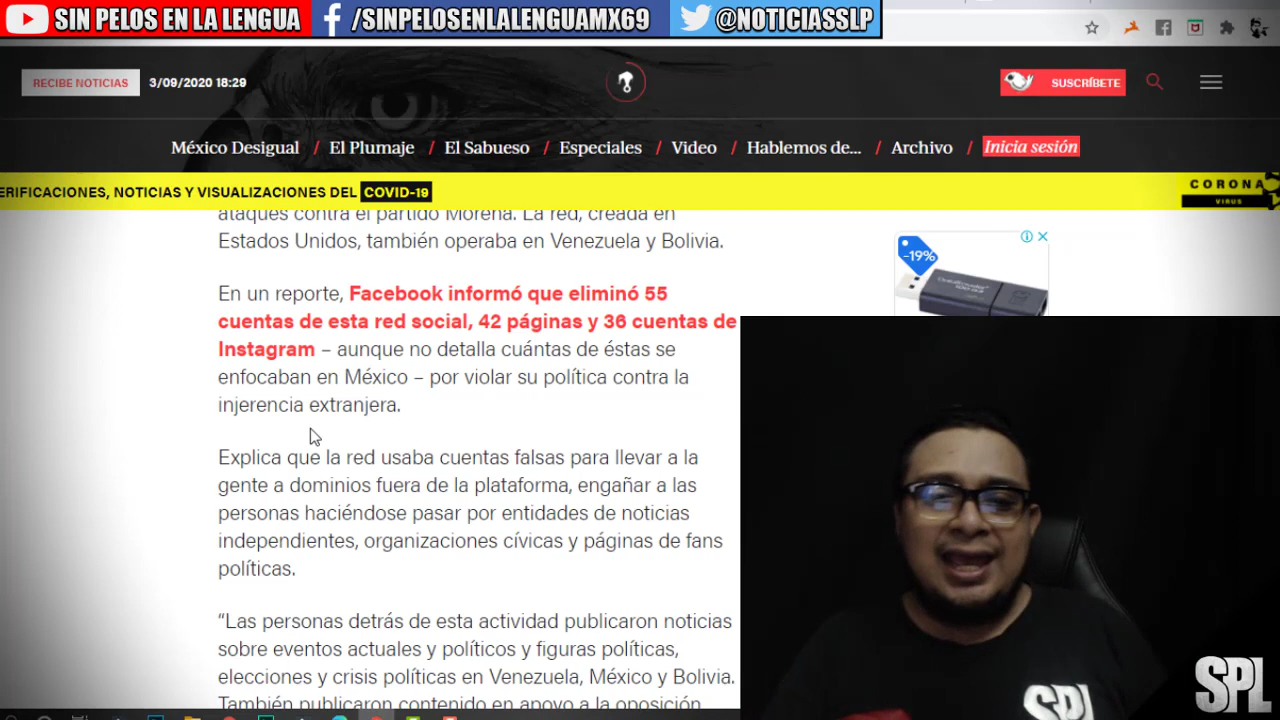 SIN PELOS EN LA LENGUA
/SINPELOSENLALENGUAMX69
@NOTICIASSLP
RECIBE NOTICIAS
3/09/2020 18:29
SUSCRÍBETE
México Desigual / El Plumaje / El Sabueso / Especiales / Video / Hablemos de... / Archivo / Inicia sesión
ERIFICACIONES, NOTICIAS Y VISUALIZACIONES DEL COVID-19
CORONA
VIRUS
ataques contra el partido Morena. La red, creada en
Estados Unidos, también operaba en Venezuela y Bolivia.
-19%
En un reporte, Facebook informó que eliminó 55
cuentas de esta red social, 42 páginas y 36 cuentas de
Instagram – aunque no detalla cuántas de éstas se
enfocaban en México – por violar su política contra la
injerencia extranjera.
Explica que la red usaba cuentas falsas para llevar a la
gente a dominios fuera de la plataforma, engañar a las
personas haciéndose pasar por entidades de noticias
independientes, organizaciones cívicas y páginas de fans
políticas.
“Las personas detrás de esta actividad publicaron noticias
sobre eventos actuales y políticos y figuras políticas,
elecciones y crisis políticas en Venezuela, México y Bolivia.
También publicaron contenido en apoyo a la oposición
SPL
SPL